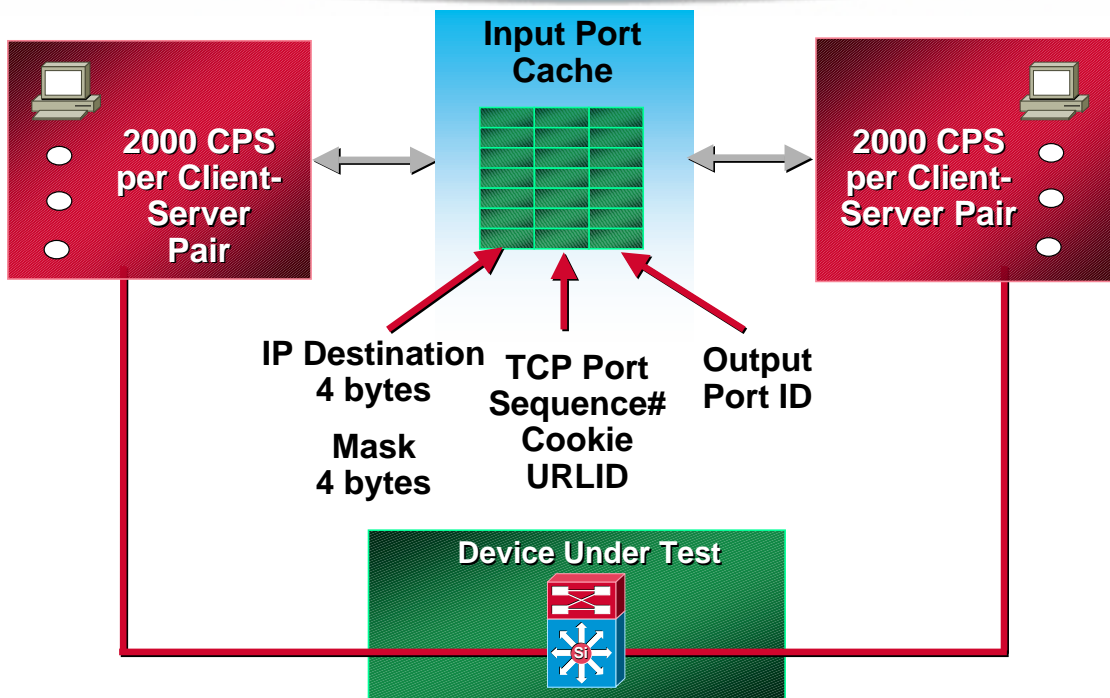 Input Port
Cache
2000 CPS
per Client-
Server
Pair
2000 CPS
per Client-
Server Pair
IP Destination
4 bytes
Mask
4 bytes
TCP Port
Sequence#
Cookie
URLID
Output
Port ID
Device Under Test
Si